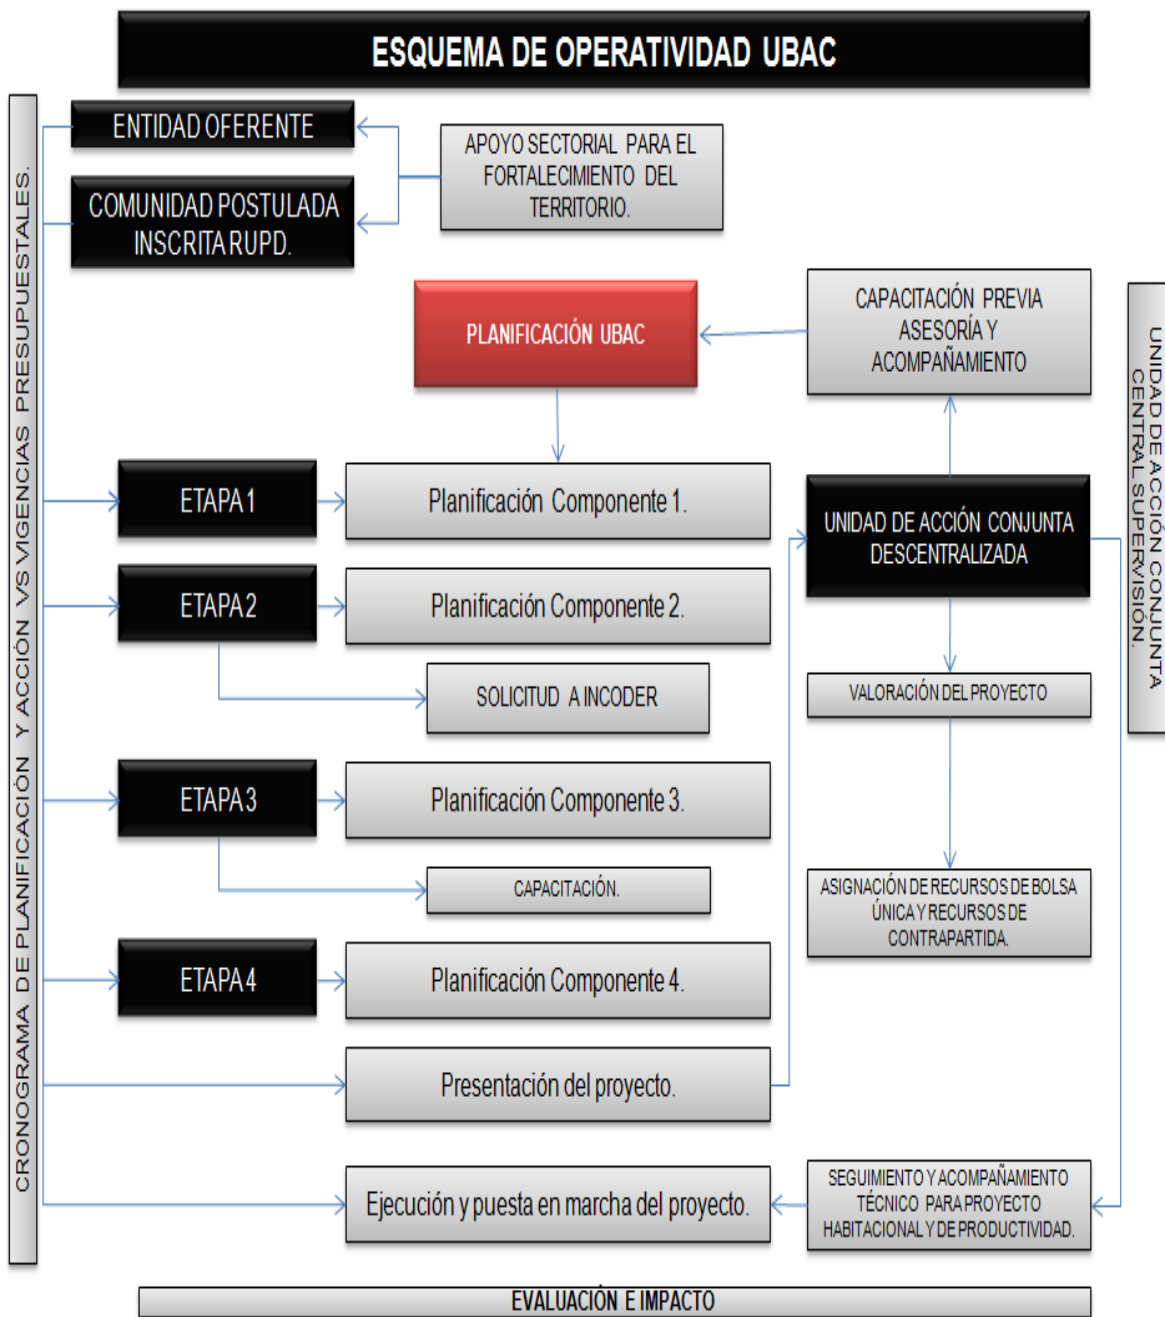 ESQUEMA DE OPERATIVIDAD UBAC
ENTIDAD OFERENTE
COMUNIDAD POSTULADA
INSCRITA RUPD.
APOYO SECTORIAL PARA EL
FORTALECIMIENTO DEL
TERRITORIO.
PLANIFICACIÓN UBAC
CAPACITACIÓN PREVIA
ASESORÍA Y
ACOMPAÑAMIENTO
ETAPA 1
Planificación Componente 1.
ETAPA 2
Planificación Componente 2.
SOLICITUD A INCODER
ETAPA 3
Planificación Componente 3.
CAPACITACIÓN.
ETAPA 4
Planificación Componente 4.
Presentación del proyecto.
Ejecución y puesta en marcha del proyecto.
UNIDAD DE ACCIÓN CONJUNTA
DESCENTRALIZADA
VALORACIÓN DEL PROYECTO
ASIGNACIÓN DE RECURSOS DE BOLSA
ÚNICA Y RECURSOS DE
CONTRAPARTIDA.
SEGUIMIENTO Y ACOMPAÑAMIENTO
TÉCNICO PARA PROYECTO
HABITACIONAL Y DE PRODUCTIVIDAD.
CRONOGRAMA DE PLANIFICACIÓN Y ACCIÓN VS VIGENCIAS PRESUPUESTALES.
UNIDAD DE ACCIÓN CONJUNTA
CENTRAL SUPERVISIÓN.
EVALUACIÓN E IMPACTO